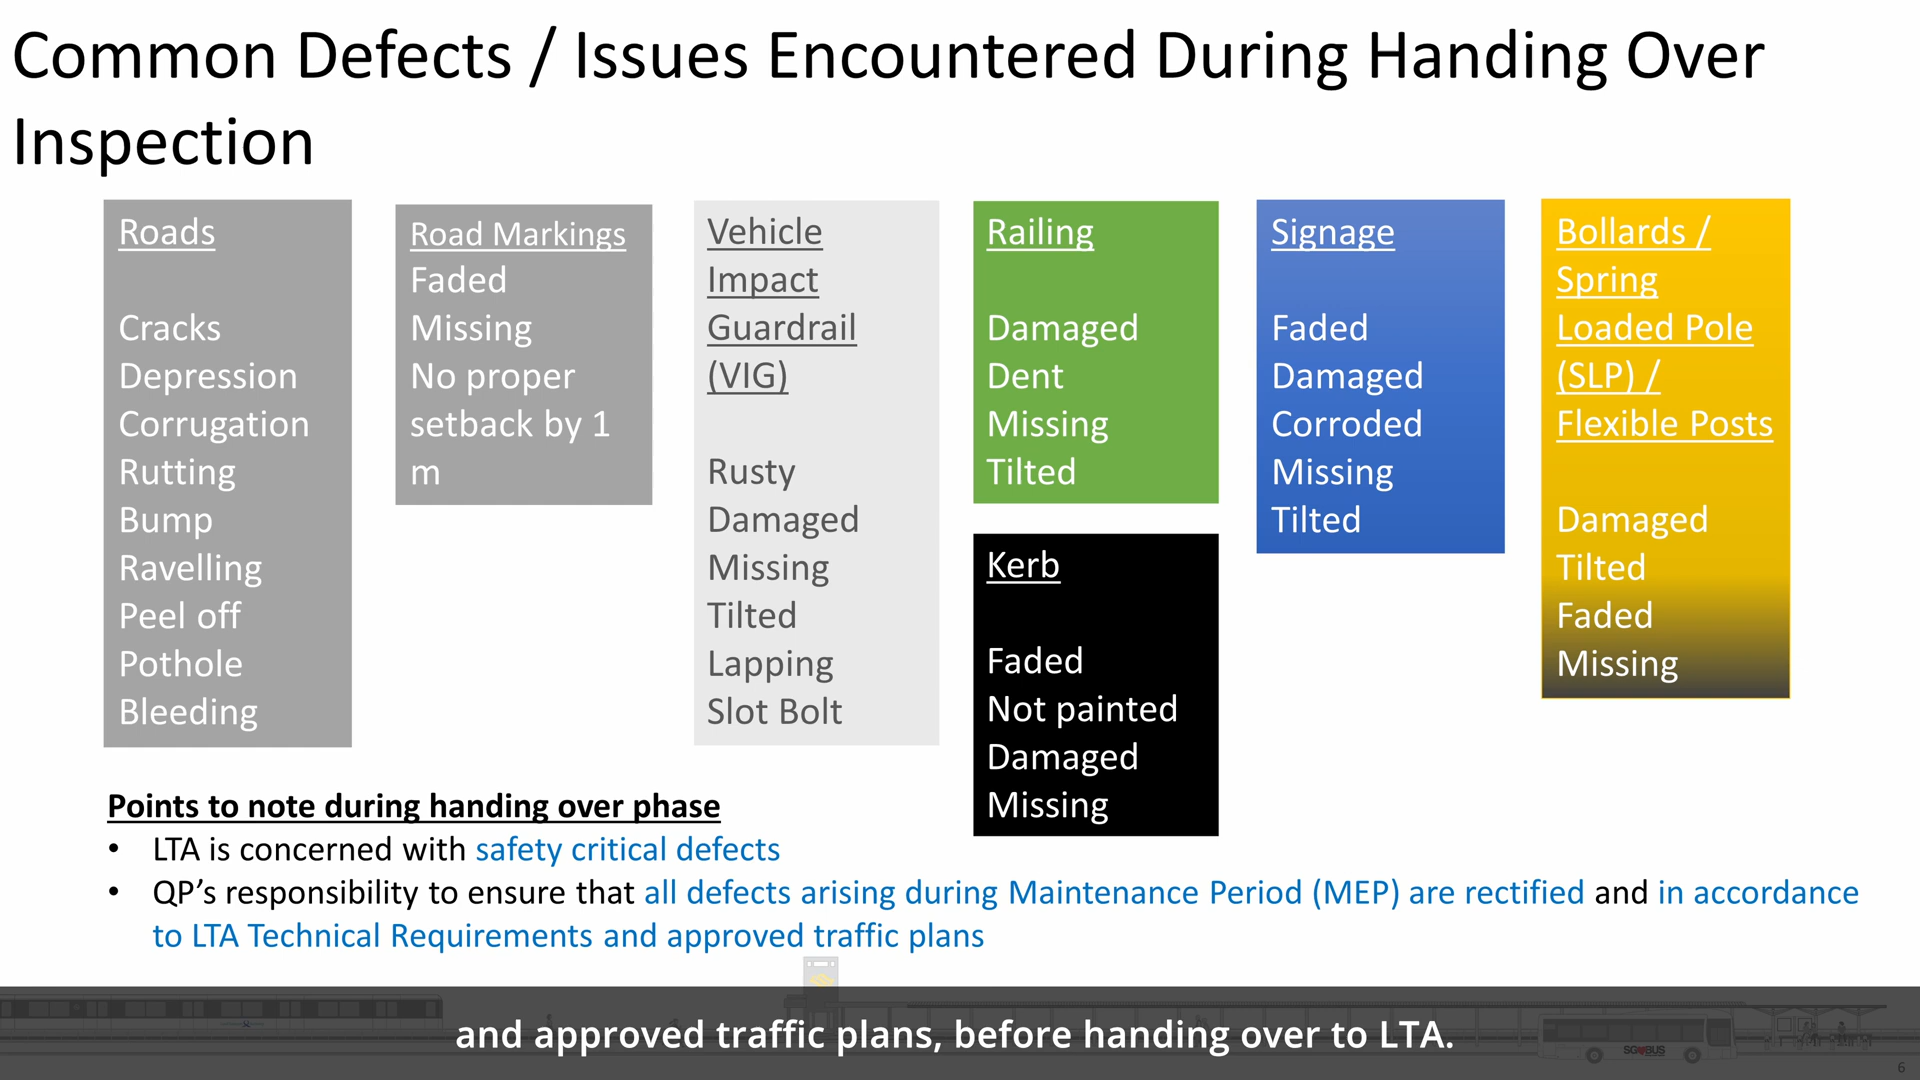 Common Defects / Issues Encountered During Handing Over
Inspection
Roads
Cracks
Depression
Corrugation
Rutting
Bump
Ravelling
Peel off
Pothole
Bleeding
Road Markings
Faded
Missing
No proper
setback by 1
m
Vehicle
Impact
Guardrail
(VIG)
Rusty
Damaged
Missing
Tilted
Lapping
Slot Bolt
Railing
Damaged
Dent
Missing
Tilted
Kerb
Faded
Not painted
Damaged
Missing
Signage
Faded
Damaged
Corroded
Missing
Tilted
Bollards /
Spring
Loaded Pole
(SLP) /
Flexible Posts
Damaged
Tilted
Faded
Missing
Points to note during handing over phase
• LTA is concerned with safety critical defects
• QP’s responsibility to ensure that all defects arising during Maintenance Period (MEP) are rectified and in accordance
to LTA Technical Requirements and approved traffic plans
and approved traffic plans, before handing over to LTA.
SG♥BUS
6